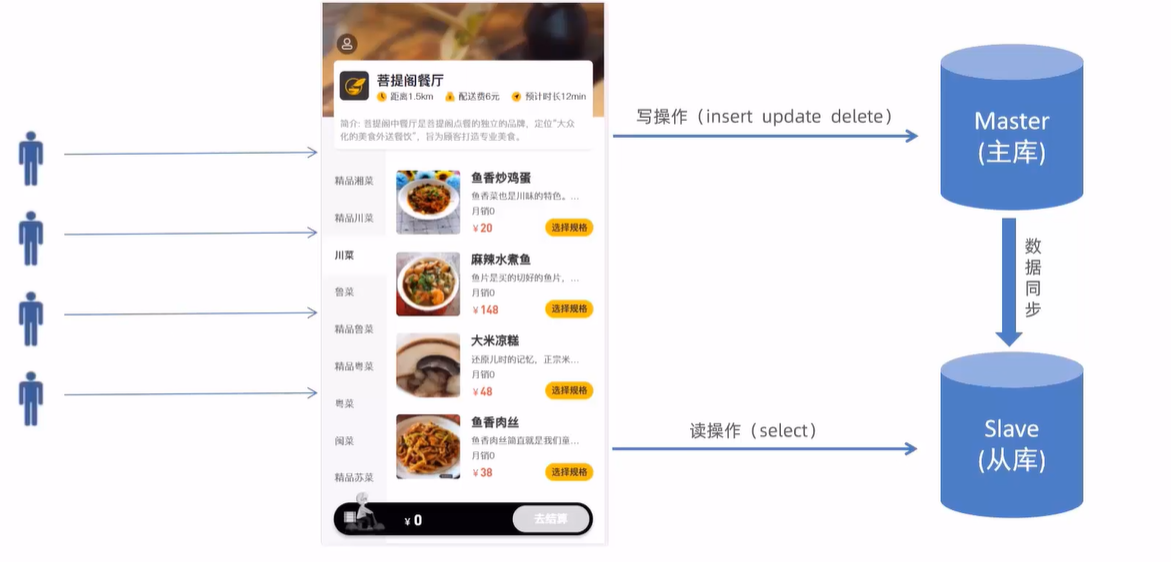 菩提阁餐厅
距离1.5km 配送费6元 预计时长12min
简介: 菩提阁中餐厅是菩提阁点餐的独立的品牌，定位“大众
化的美食外送餐饮”，旨为顾客打造专业美食。
精品湘菜
精品川菜
川菜
鲁菜
精品鲁菜
精品粤菜
粤菜
闽菜
精品苏菜
鱼香炒鸡蛋
鱼香菜也是川味的特色。...
月销0
¥20
选择规格
麻辣水煮鱼
鱼片是买的切好的鱼片，...
月销0
¥148
选择规格
大米凉糕
还原儿时的记忆，正宗米...
月销0
¥48
选择规格
鱼香肉丝
鱼香肉丝简直就是我们童...
月销0
¥38
选择规格
¥0
去结算
写操作（insert update delete）
Master
(主库)
数
据
同
步
读操作（select）
Slave
(从库)